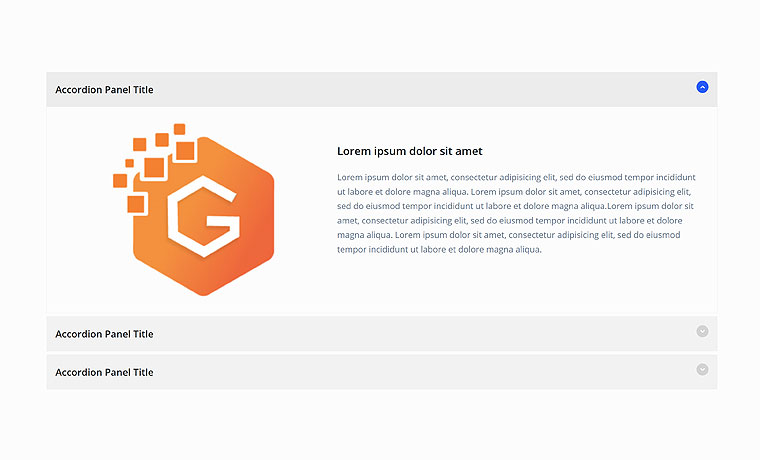 Accordion Panel Title
G
Lorem ipsum dolor sit amet
Lorem ipsum dolor sit amet, consectetur adipisicing elit, sed do eiusmod tempor incididunt
ut labore et dolore magna aliqua. Lorem ipsum dolor sit amet, consectetur adipisicing elit,
sed do eiusmod tempor incididunt ut labore et dolore magna aliqua.Lorem ipsum dolor sit
amet, consectetur adipisicing elit, sed do eiusmod tempor incididunt ut labore et dolore
magna aliqua. Lorem ipsum dolor sit amet, consectetur adipisicing elit, sed do eiusmod
tempor incididunt ut labore et dolore magna aliqua.
Accordion Panel Title
Accordion Panel Title